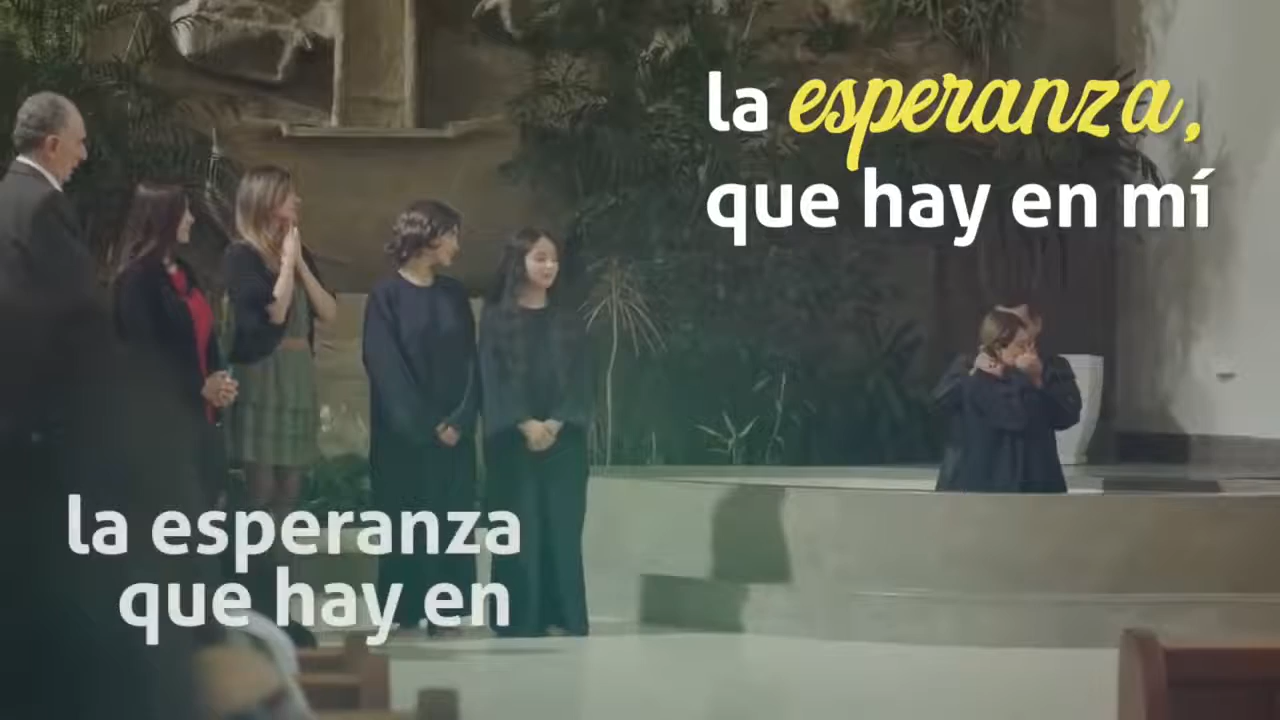 la esperanza,
que hay en mí
la esperanza
que hay en